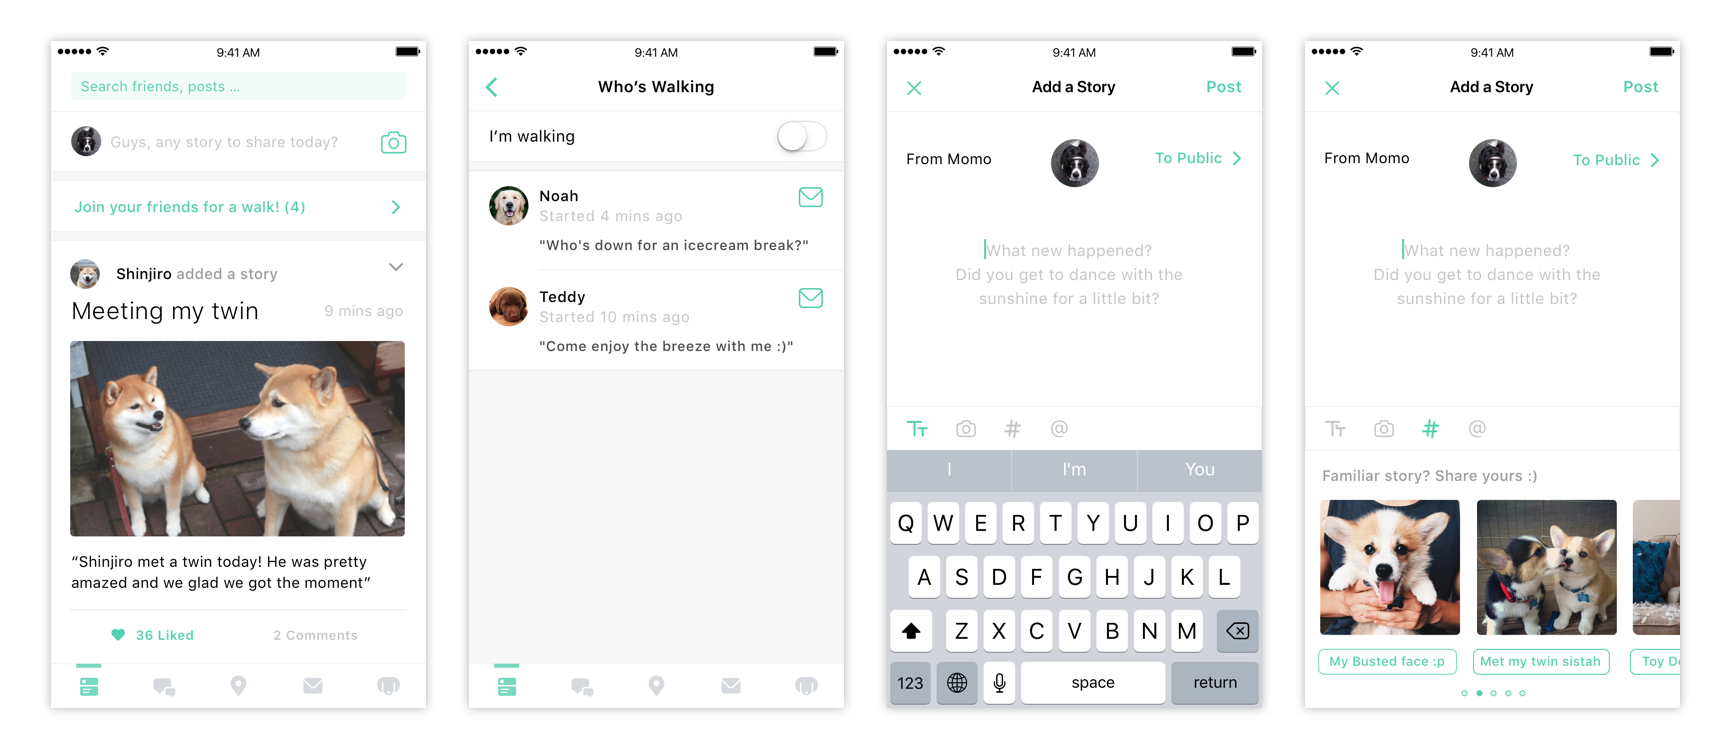 9:41 AM
Search friends, posts ...
Guys, any story to share today?
Join your friends for a walk! (4)
Shinjiro added a story
Meeting my twin
9 mins ago
“Shinjiro met a twin today! He was pretty
amazed and we glad we got the moment”
36 Liked
2 Comments
9:41 AM
Who’s Walking
I’m walking
Noah
Started 4 mins ago
"Who's down for an icecream break?"
Teddy
Started 10 mins ago
"Come enjoy the breeze with me :)"
9:41 AM
Add a Story
Post
From Momo
To Public
What new happened?
Did you get to dance with the
sunshine for a little bit?
TT
#
@
I
I'm
You
Q W E R T Y U I O P
A S D F G H J K L
Z X C V B N M
123
space
return
9:41 AM
Add a Story
Post
From Momo
To Public
What new happened?
Did you get to dance with the
sunshine for a little bit?
TT
#
@
Familiar story? Share yours :)
My Busted face :p
Met my twin sistah
Toy D